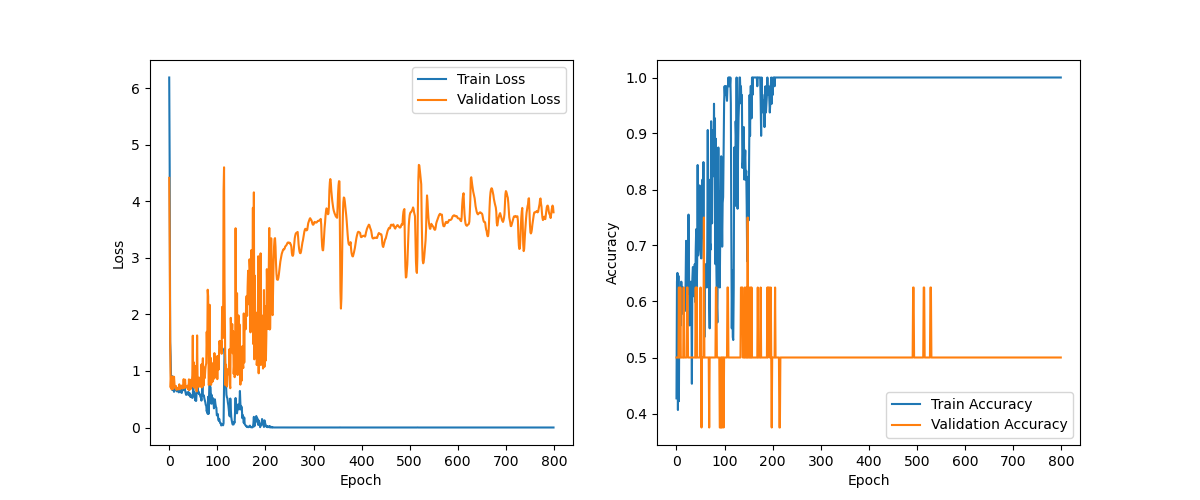 Train Loss
Validation Loss
Loss
6
5
4
3
2
1
0
0 100 200 300 400 500 600 700 800
Epoch
Accuracy
1.0
0.9
0.8
0.7
0.6
0.5
0.4
Train Accuracy
Validation Accuracy
0 100 200 300 400 500 600 700 800
Epoch